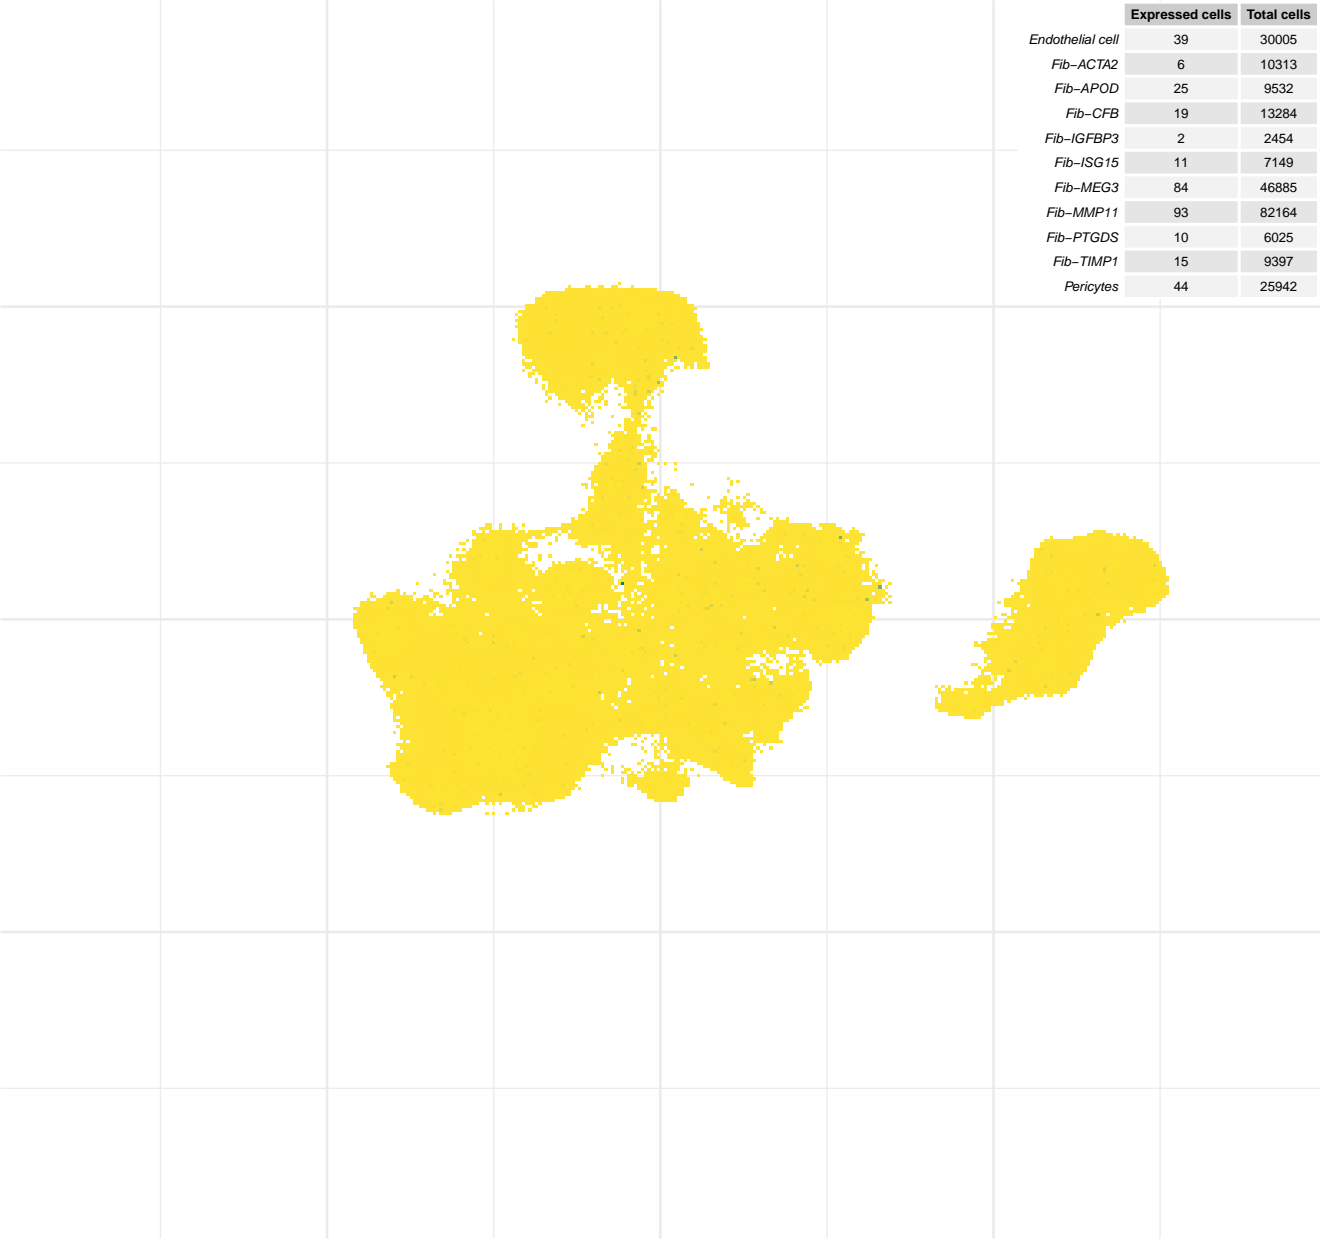 Expressed cells Total cells
Endothelial cell 39 30005
Fib−ACTA2 6 10313
Fib−APOD 25 9532
Fib−CFB 19 13284
Fib−IGFBP3 2 2454
Fib−ISG15 11 7149
Fib−MEG3 84 46885
Fib−MMP11 93 82164
Fib−PTGDS 10 6025
Fib−TIMP1 15 9397
Pericytes 44 25942